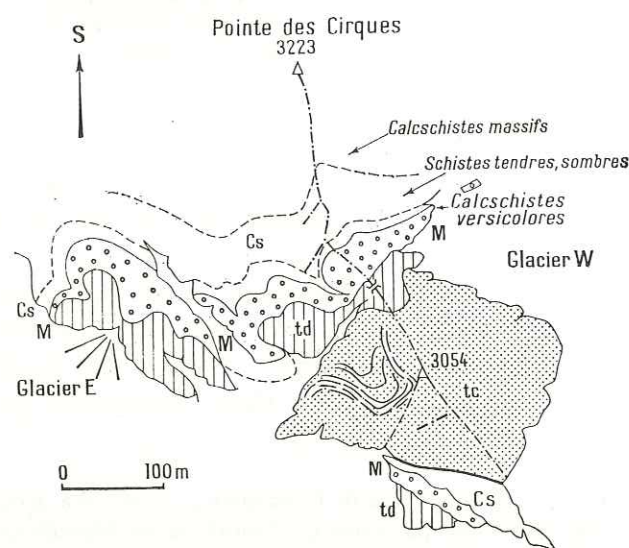 S
Pointe des Cirques
3223
Calcschistes massifs
Schistes tendres, sombres
Calcschistes
versicolores
Cs
M
Glacier W
Cs
M
M
td
3054
tc
Glacier E
0 100 m
M
Cs
td